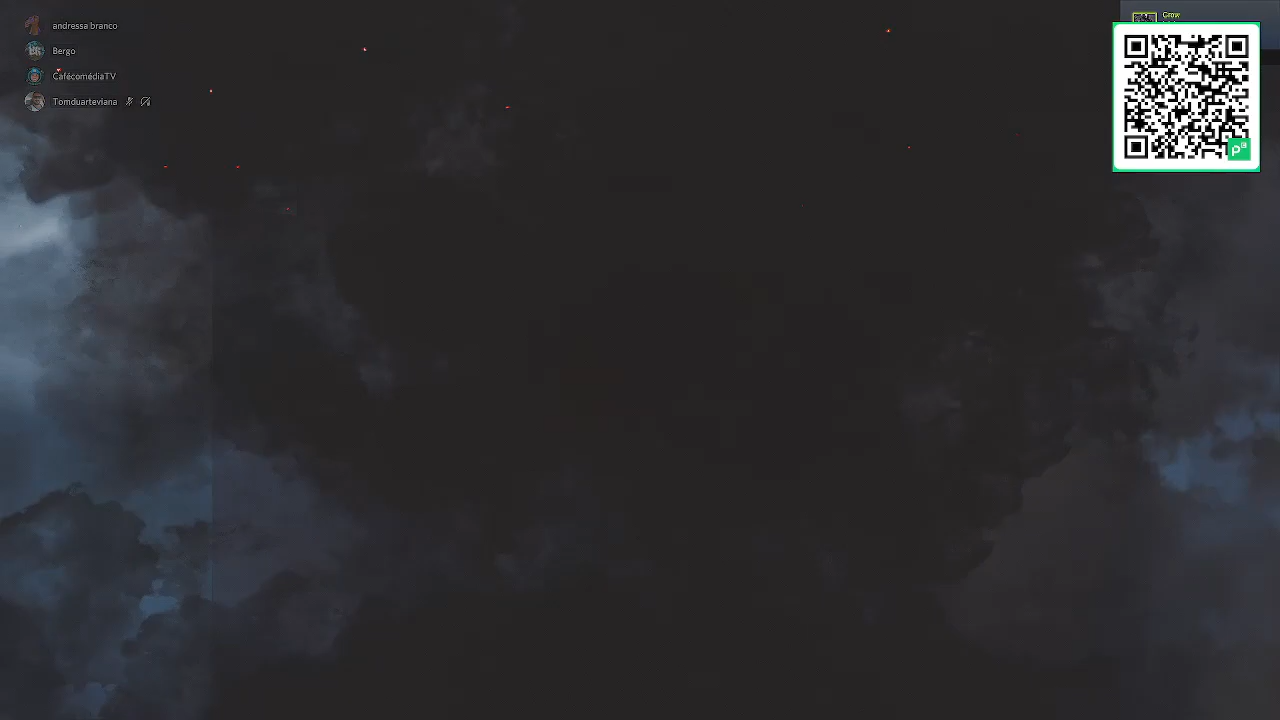 andressa branco
Bergo
CafécomédiaTV
Tomduarteviana
Crow